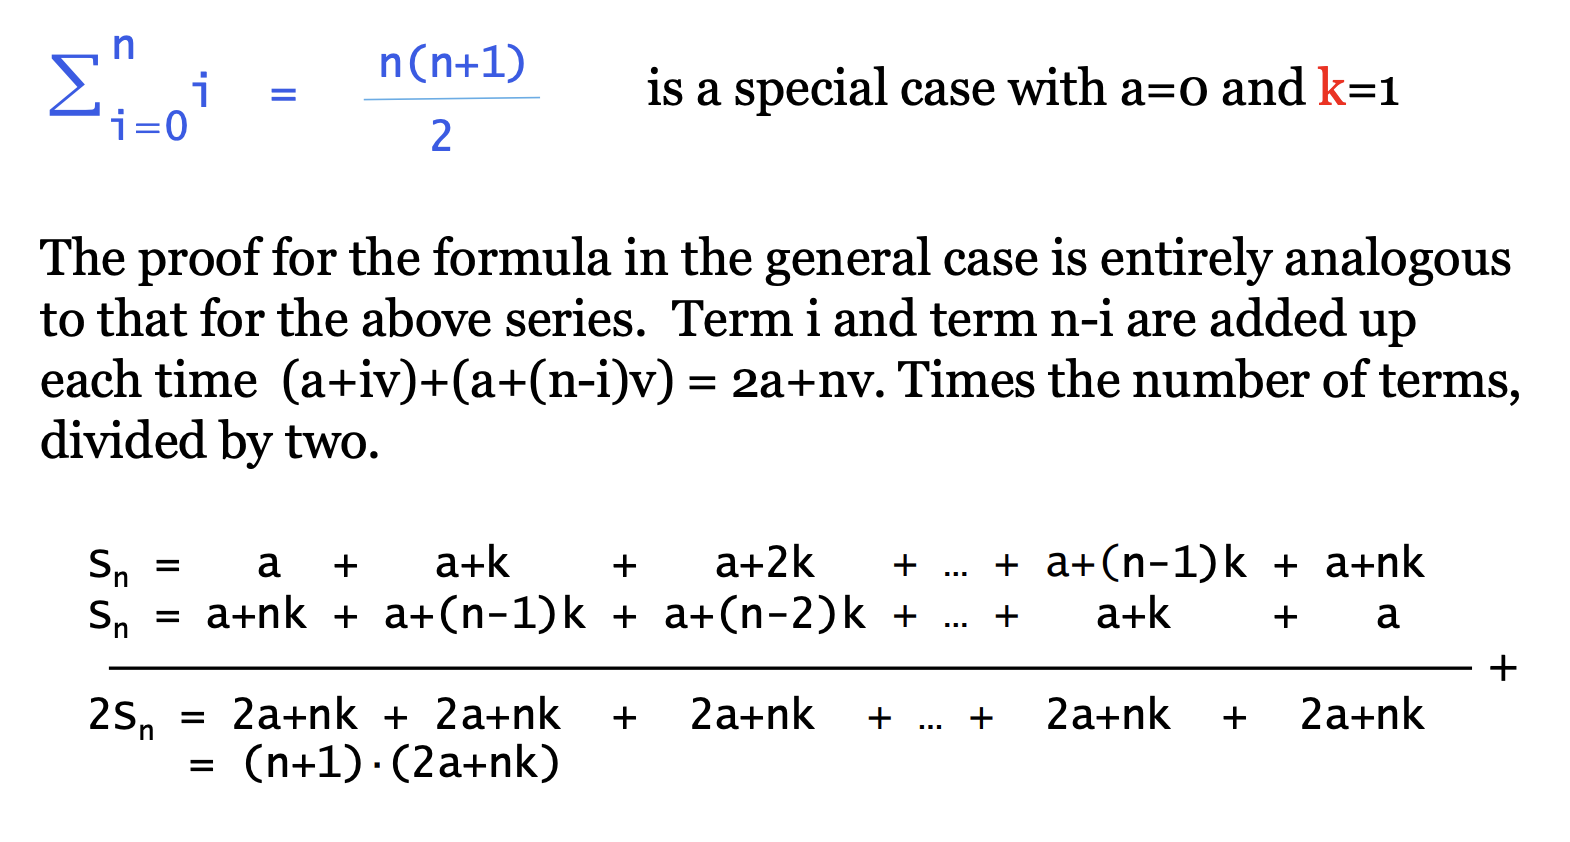 ∑ⁿᵢ₌₀ i = n(n+1)/2 is a special case with a=0 and k=1
The proof for the formula in the general case is entirely analogous
to that for the above series. Term i and term n-i are added up
each time (a+iv)+(a+(n-i)v) = 2a+nv. Times the number of terms,
divided by two.
Sₙ = a + a+k + a+2k + … + a+(n-1)k + a+nk
Sₙ = a+nk + a+(n-1)k + a+(n-2)k + … + a+k + a
+
2Sₙ = 2a+nk + 2a+nk + 2a+nk + … + 2a+nk + 2a+nk
= (n+1)·(2a+nk)